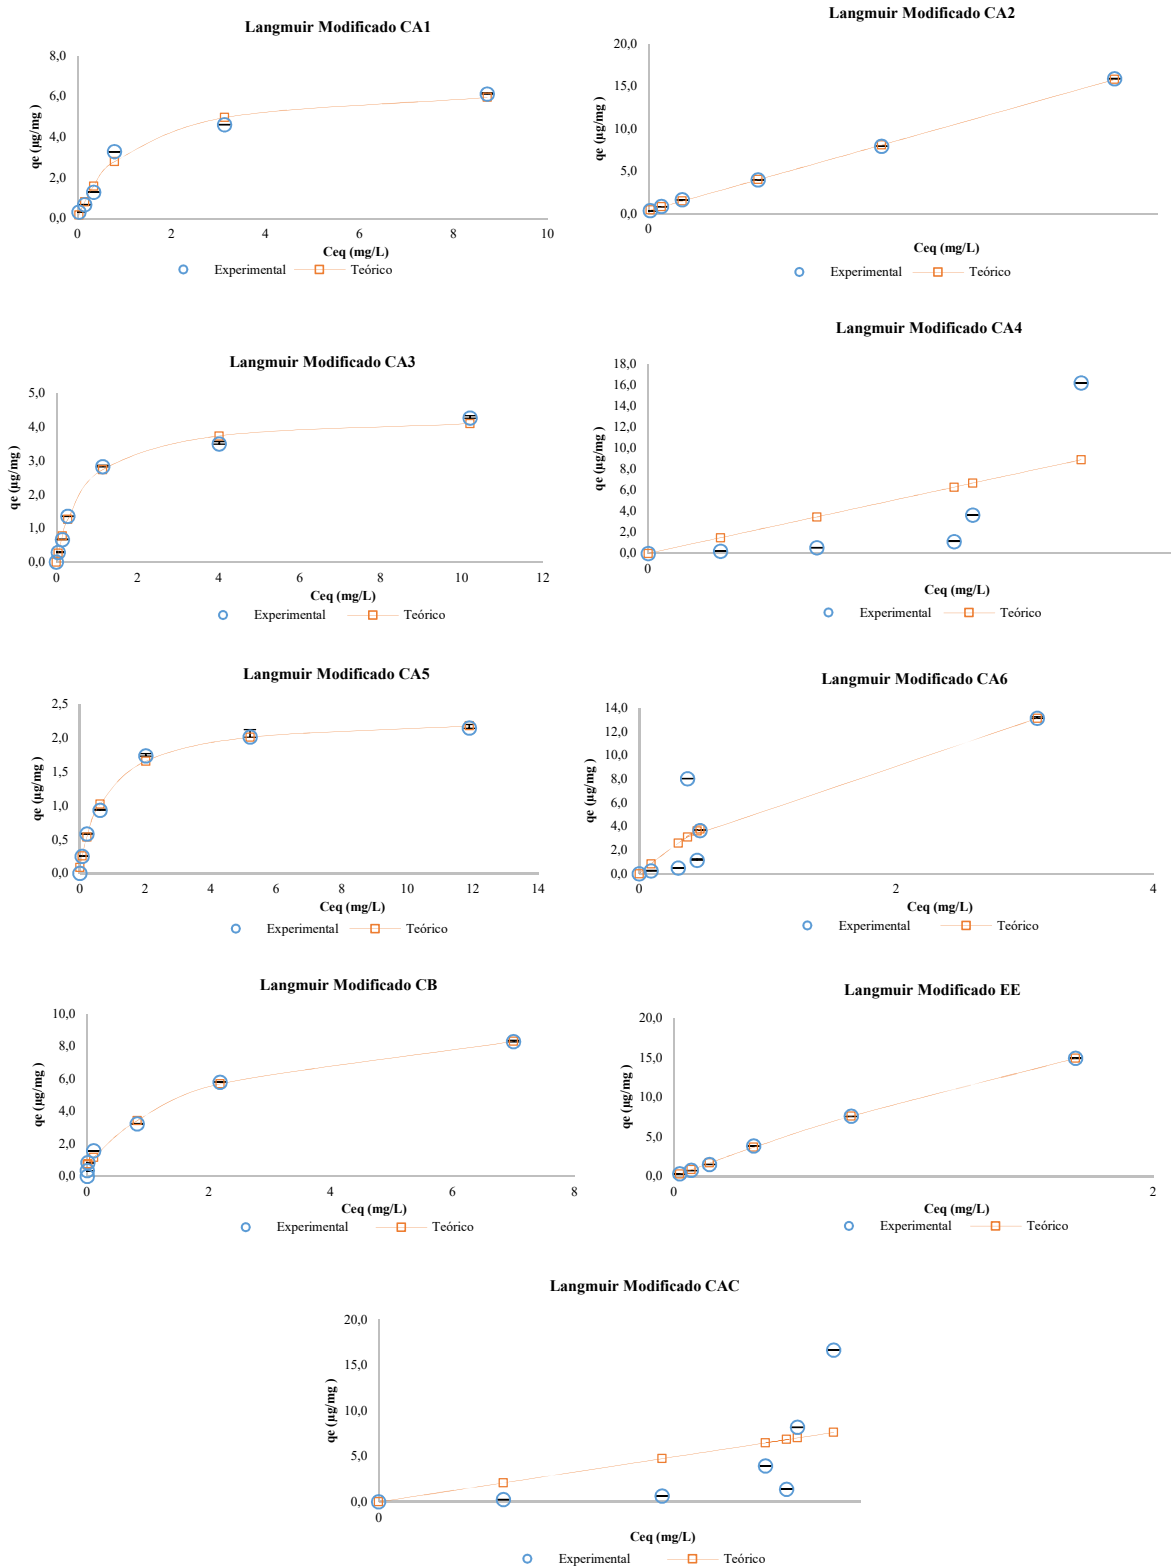 Langmuir Modificado CA1
8,0
6,0
4,0
2,0
0,0
qe (µg/mg )
0 2 4 6 8 10
Ceq (mg/L)
Experimental Teórico
Langmuir Modificado CA2
20,0
15,0
10,0
5,0
0,0
qe (µg/mg )
0
Ceq (mg/L)
Experimental Teórico
Langmuir Modificado CA3
5,0
4,0
3,0
2,0
1,0
0,0
qe (µg/mg )
0 2 4 6 8 10 12
Ceq (mg/L)
Experimental Teórico
Langmuir Modificado CA4
18,0
16,0
14,0
12,0
10,0
8,0
6,0
4,0
2,0
0,0
qe (µg/mg )
0
Ceq (mg/L)
Experimental Teórico
Langmuir Modificado CA5
2,5
2,0
1,5
1,0
0,5
0,0
qe (µg/mg )
0 2 4 6 8 10 12 14
Ceq (mg/L)
Experimental Teórico
Langmuir Modificado CA6
14,0
12,0
10,0
8,0
6,0
4,0
2,0
0,0
qe (µg/mg )
0 2 4
Ceq (mg/L)
Experimental Teórico
Langmuir Modificado CB
10,0
8,0
6,0
4,0
2,0
0,0
qe (µg/mg )
0 2 4 6 8
Ceq (mg/L)
Experimental Teórico
Langmuir Modificado EE
20,0
15,0
10,0
5,0
0,0
qe (µg/mg )
0 2
Ceq (mg/L)
Experimental Teórico
Langmuir Modificado CAC
20,0
15,0
10,0
5,0
0,0
qe (µg/mg )
0
Ceq (mg/L)
Experimental Teórico